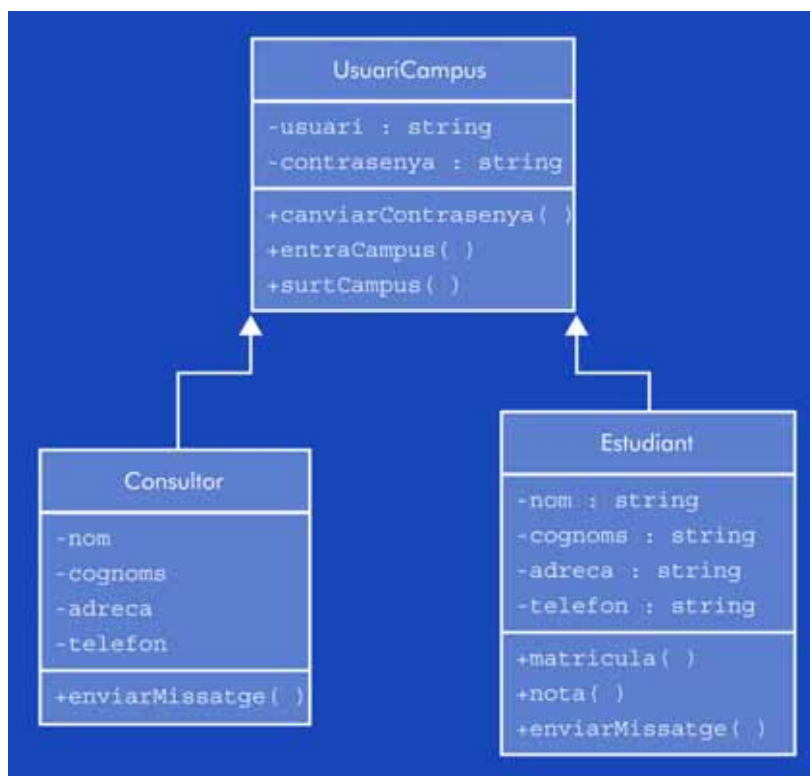 UsuariCampus
-usuari : string
-contrasenya : string
+canviarContrasenya( )
+entraCampus( )
+surtCampus( )
Consultor
-nom
-cognoms
-adreca
-telefon
+enviarMissatge( )
Estudiant
-nom : string
-cognoms : string
-adreca : string
-telefon : string
+matricula( )
+nota( )
+enviarMissatge( )